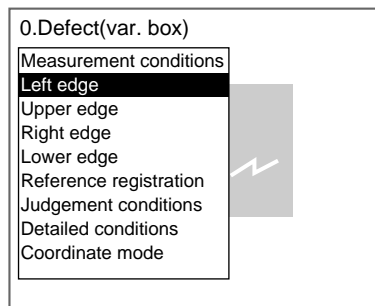 0.Defect(var. box)
Measurement conditions
Left edge
Upper edge
Right edge
Lower edge
Reference registration
Judgement conditions
Detailed conditions
Coordinate mode